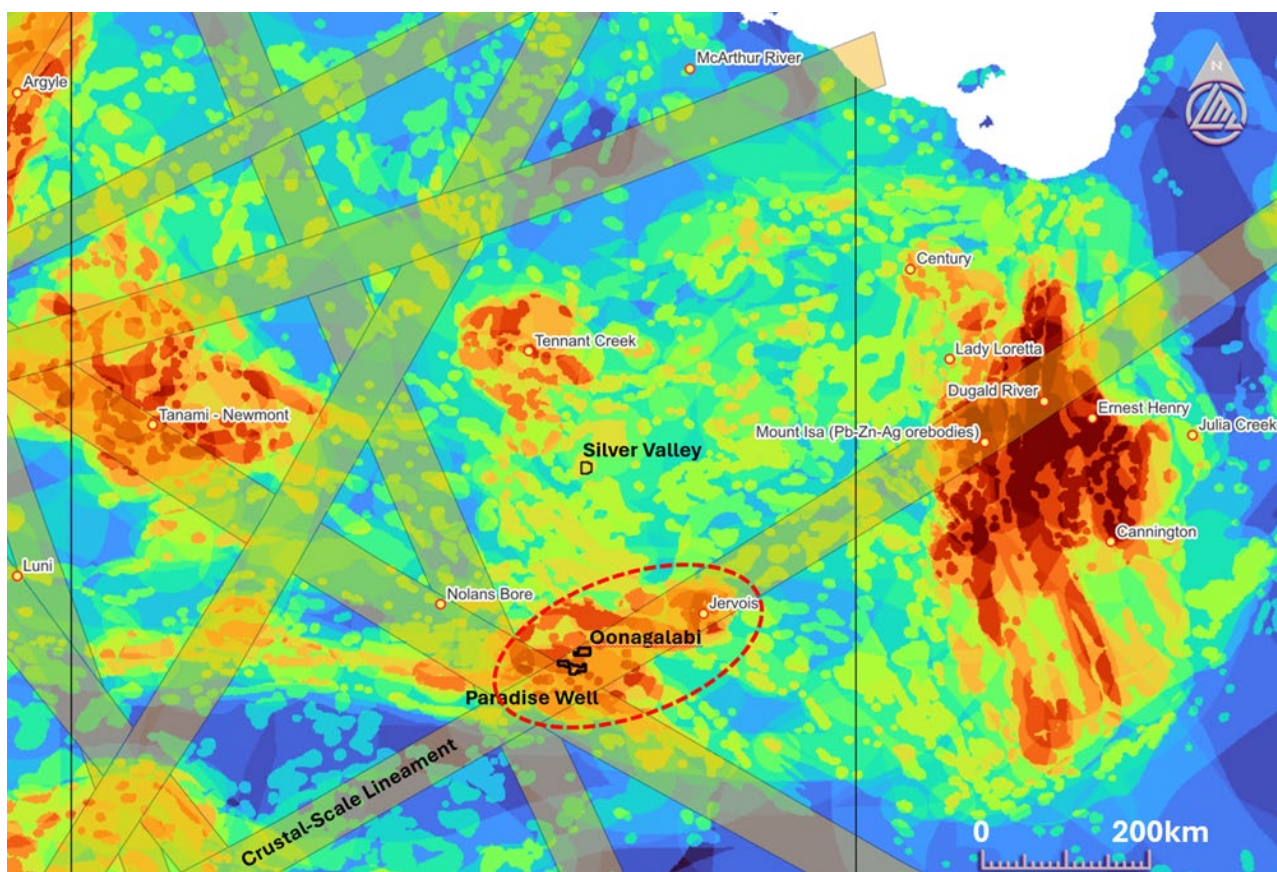 McArthur River
N
Argyle
Century
Tennant Creek
Lady Loretta
Dugald River
Ernest Henry
Tanami - Newmont
Mount Isa (Pb-Zn-Ag orebodies)
Julia Creek
Silver Valley
Cannington
Luni
Nolans Bore
Jervois
Oonagalabi
Paradise Well
Crustal-Scale Lineament
0 200km